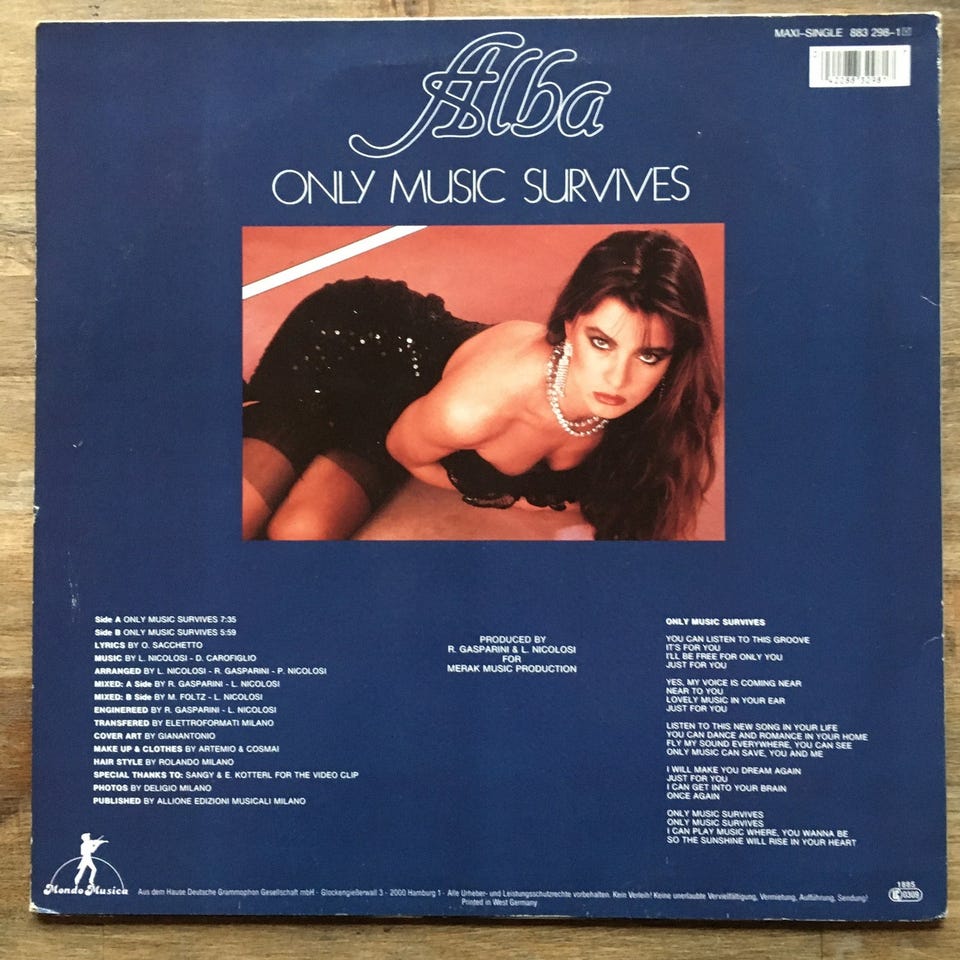 MAXI-SINGLE 883 298-1
Alba
ONLY MUSIC SURVIVES
Side A ONLY MUSIC SURVIVES 7:35
Side B ONLY MUSIC SURVIVES 5:59
LYRICS BY O. SACCHETTO
MUSIC BY L. NICOLOSI - D. CAROFIGLIO
ARRANGED BY L. NICOLOSI - R. GASPARINI - P. NICOLOSI
MIXED: A Side BY R. GASPARINI - L. NICOLOSI
MIXED: B Side BY M. FOLTZ - L. NICOLOSI
ENGINEREED BY R. GASPARINI - L. NICOLOSI
TRANSFERED BY ELETTROFORMATI MILANO
COVER ART BY GIANANTONIO
MAKE UP & CLOTHES BY ARTEMIO & COSMAI
HAIR STYLE BY ROLANDO MILANO
SPECIAL THANKS TO: SANGY & E. KOTTERL FOR THE VIDEO CLIP
PHOTOS BY DELIGIO MILANO
PUBLISHED BY ALLIONE EDIZIONI MUSICALI MILANO
PRODUCED BY
R. GASPARINI & L. NICOLOSI
FOR
MERAK MUSIC PRODUCTION
ONLY MUSIC SURVIVES
YOU CAN LISTEN TO THIS GROOVE
IT'S FOR YOU
I'LL BE FREE FOR ONLY YOU
JUST FOR YOU
YES, MY VOICE IS COMING NEAR
NEAR TO YOU
LOVELY MUSIC IN YOUR EAR
JUST FOR YOU
LISTEN TO THIS NEW SONG IN YOUR LIFE
YOU CAN DANCE AND ROMANCE IN YOUR HOME
FLY MY SOUND EVERYWHERE, YOU CAN SEE
ONLY MUSIC CAN SAVE, YOU AND ME
I WILL MAKE YOU DREAM AGAIN
JUST FOR YOU
I CAN GET INTO YOUR BRAIN
ONCE AGAIN
ONLY MUSIC SURVIVES
ONLY MUSIC SURVIVES
I CAN PLAY MUSIC WHERE, YOU WANNA BE
SO THE SUNSHINE WILL RISE IN YOUR HEART
Mondo Musica
Aus dem Hause Deutsche Grammophon Gesellschaft mbH - Glockengießerwall 3 - 2000 Hamburg 1 - Alle Urheber- und Leistungsschutzrechte vorbehalten. Kein Verleih! Keine unerlaubte Vervielfältigung, Vermietung, Aufführung, Sendung!
Printed in West Germany
1885
0309